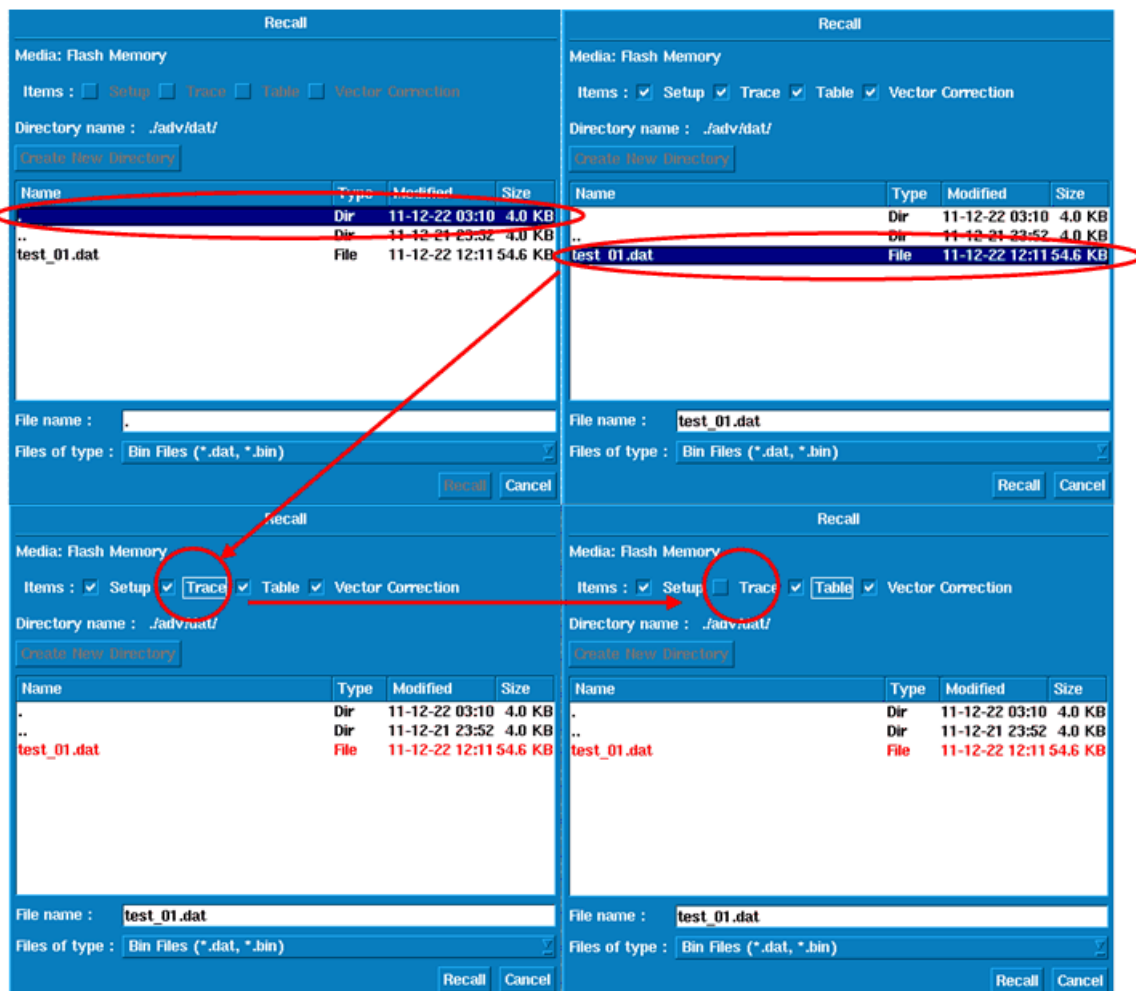 Recall
Media: Flash Memory
Items : Setup Trace Table Vector Correction
Directory name : ./adv/dat/
Create New Directory
Name Type Modified Size
. Dir 11-12-22 03:10 4.0 KB
.. Dir 11-12-21 23:52 4.0 KB
test_01.dat File 11-12-22 12:11 54.6 KB
File name : .
Files of type : Bin Files (*.dat, *.bin)
Recall Cancel
Recall
Media: Flash Memory
Items : Setup Trace Table Vector Correction
Directory name : ./adv/dat/
Create New Directory
Name Type Modified Size
. Dir 11-12-22 03:10 4.0 KB
.. Dir 11-12-21 23:52 4.0 KB
test_01.dat File 11-12-22 12:11 54.6 KB
File name : test_01.dat
Files of type : Bin Files (*.dat, *.bin)
Recall Cancel
Recall
Media: Flash Memory
Items : Setup Trace Table Vector Correction
Directory name : ./adv/dat/
Create New Directory
Name Type Modified Size
. Dir 11-12-22 03:10 4.0 KB
.. Dir 11-12-21 23:52 4.0 KB
test_01.dat File 11-12-22 12:11 54.6 KB
File name : test_01.dat
Files of type : Bin Files (*.dat, *.bin)
Recall Cancel
Recall
Media: Flash Memory
Items : Setup Trace Table Vector Correction
Directory name : ./adv/dat/
Create New Directory
Name Type Modified Size
. Dir 11-12-22 03:10 4.0 KB
.. Dir 11-12-21 23:52 4.0 KB
test_01.dat File 11-12-22 12:11 54.6 KB
File name : test_01.dat
Files of type : Bin Files (*.dat, *.bin)
Recall Cancel